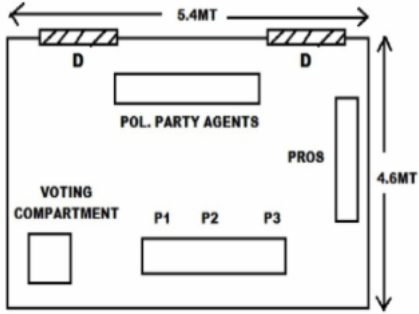 5.4MT
D
D
POL. PARTY AGENTS
PROS
4.6MT
VOTING
COMPARTMENT
P1 P2 P3